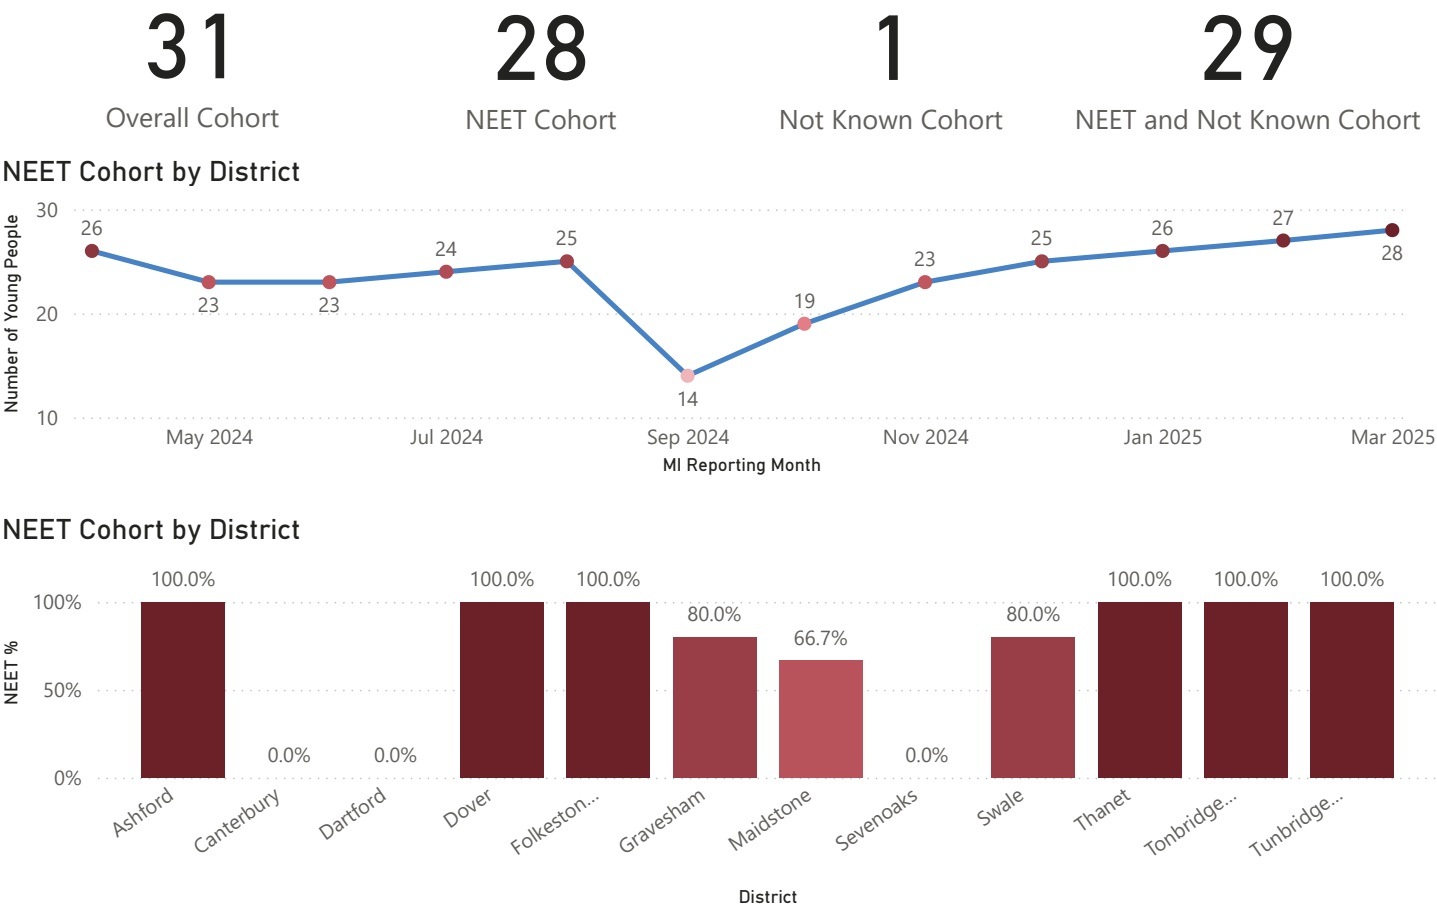 31 28 1 29
Overall Cohort NEET Cohort Not Known Cohort NEET and Not Known Cohort
NEET Cohort by District
Number of Young People
30
20
10
26
23
23
24
25
14
19
23
25
26
27
28
May 2024 Jul 2024 Sep 2024 Nov 2024 Jan 2025 Mar 2025
MI Reporting Month
NEET Cohort by District
NEET %
100%
50%
0%
100.0% 0.0% 0.0% 100.0% 100.0% 80.0% 66.7% 0.0% 80.0% 100.0% 100.0% 100.0%
Ashford Canterbury Dartford Dover Folkeston... Gravesham Maidstone Sevenoaks Swale Thanet Tonbridge... Tunbridge...
District